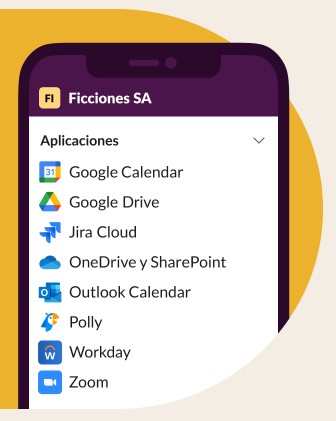 FI Ficciones SA
Aplicaciones
31 Google Calendar
Google Drive
Jira Cloud
OneDrive y SharePoint
Outlook Calendar
Polly
Workday
Zoom